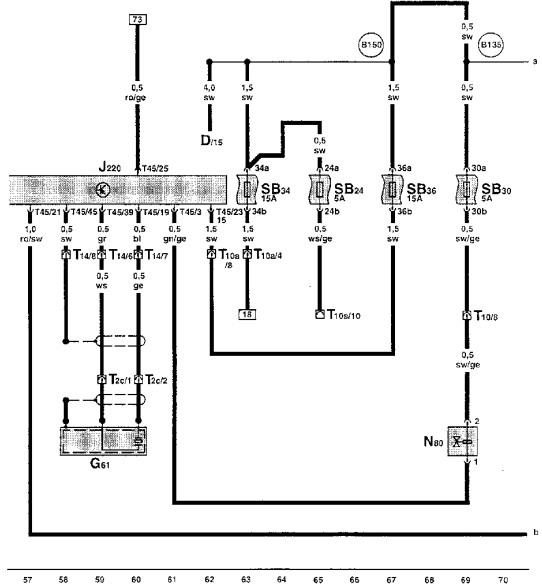 73
B150
0,5
sw
B135
a
0,5
ro/ge
4,0
sw
1,5
sw
1,5
sw
0,5
sw
D/15
0,5
sw
J220
T45/25
34a
24a
36a
30a
SB34
15A
SB24
5A
SB36
15A
SB30
5A
T45/21
T45/45
T45/39
T45/19
T45/3
T45/23
15
34b
24b
36b
30b
1,0
ro/sw
0,5
sw
0,5
gr
0,5
bl
0,5
gn/ge
1,5
sw
1,5
sw
0,5
ws/ge
1,5
sw
0,5
sw/ge
T14/8
T14/6
T14/7
T10a
/8
T10a/4
0,5
ws
0,5
ge
18
T10a/10
T10/8
0,5
sw/ge
T2c/1
T2c/2
2
N80
1
G61
b
57 58 59 60 61 62 63 64 65 66 67 68 69 70